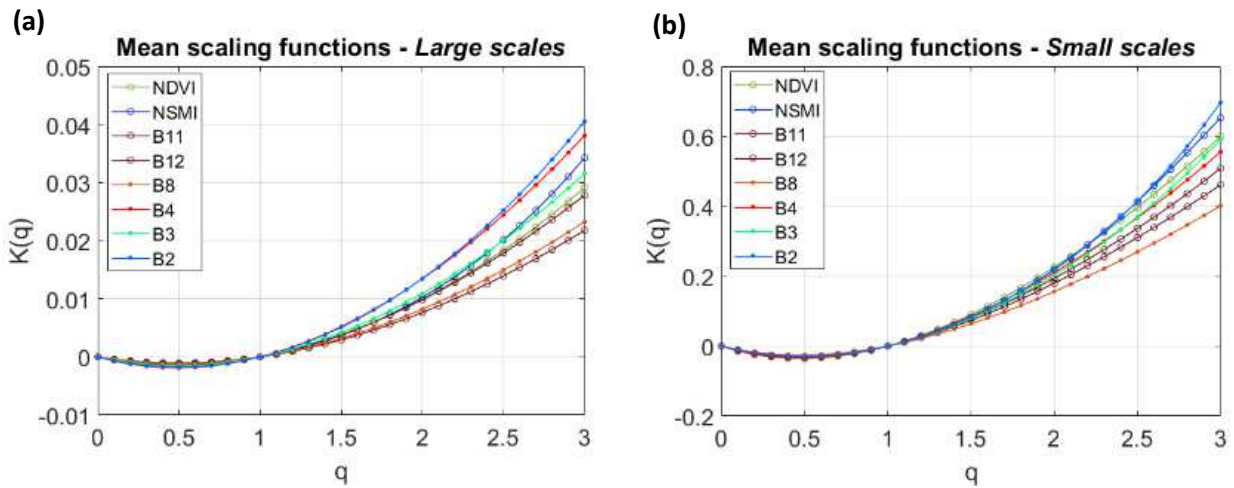 (a)
Mean scaling functions - Large scales
0.05
0.04
0.03
0.02
0.01
0
-0.01
K(q)
NDVI
NSMI
B11
B12
B8
B4
B3
B2
0 0.5 1 1.5 2 2.5 3
q
(b)
Mean scaling functions - Small scales
0.8
0.6
0.4
0.2
0
-0.2
K(q)
NDVI
NSMI
B11
B12
B8
B4
B3
B2
0 0.5 1 1.5 2 2.5 3
q